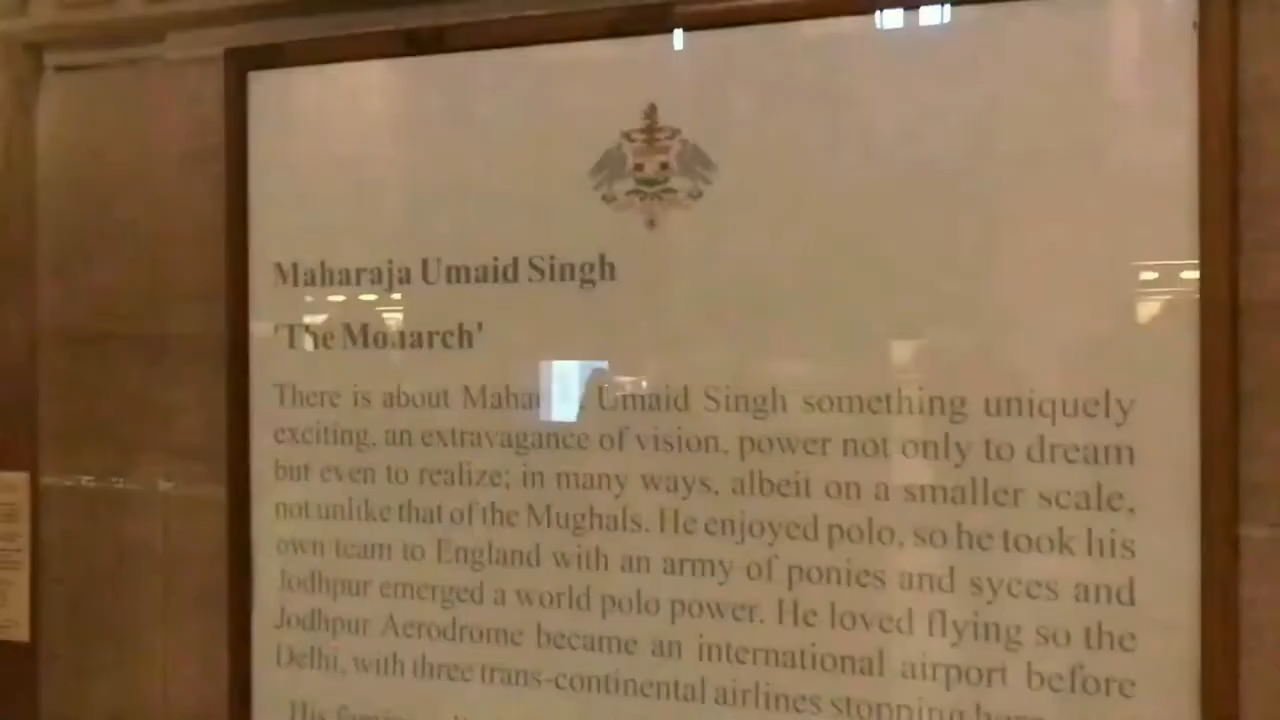 Maharaja Umaid Singh
'The Monarch'
There is about Umaid Singh something uniquely
exciting, an extravagance of vision, power not only to dream
but even to realize; in many ways, albeit on a smaller scale,
not unlike that of the Mughals. He enjoyed polo, so he took his
own team to England with an army of ponies and syces and
Jodhpur emerged a world polo power. He loved flying so the
Jodhpur Aerodrome became an international airport before
Delhi, with three trans-continental airlines stopping
His